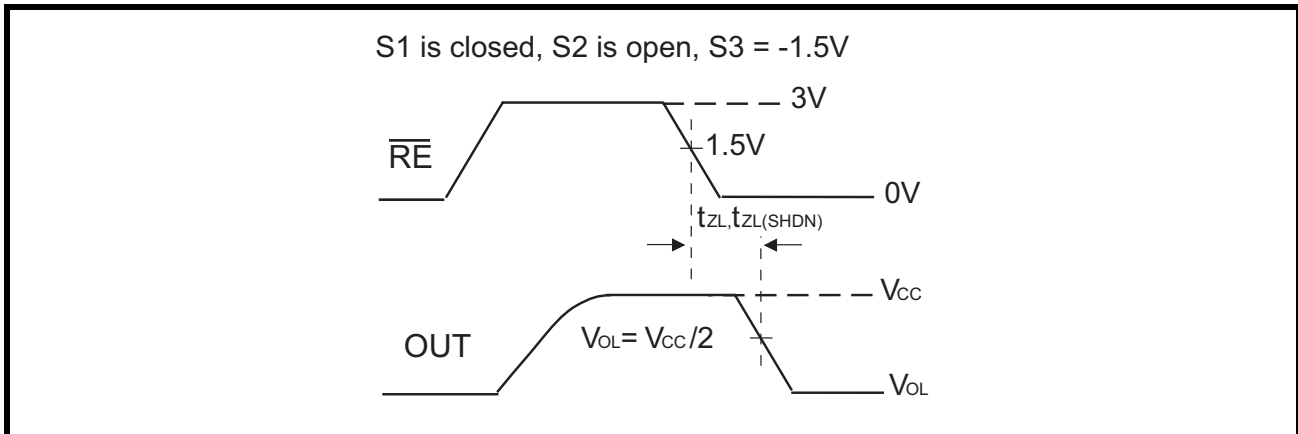 S1 is closed, S2 is open, S3 = -1.5V
3V
RE
1.5V
0V
tZL,tZL(SHDN)
VCC
OUT
VOL= VCC/2
VOL